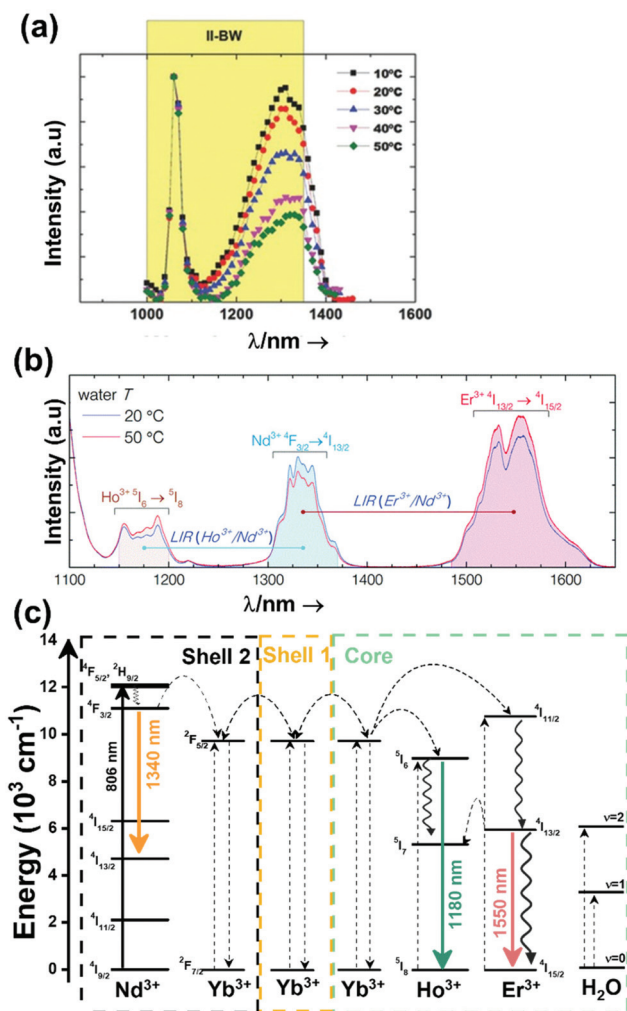 (a)
II-BW
10ºC
20ºC
30ºC
40ºC
50ºC
Intensity (a.u)
1000 1200 1400 1600
λ/nm →
(b)
water T
20 ºC
50 ºC
Ho³⁺ ⁵I₆ → ⁵I₈
Nd³⁺ ⁴F₃/₂ → ⁴I₁₃/₂
Er³⁺ ⁴I₁₃/₂ → ⁴I₁₅/₂
LIR (Ho³⁺/Nd³⁺)
LIR (Er³⁺/Nd³⁺)
Intensity (a.u)
1100 1200 1300 1400 1500 1600
λ/nm →
(c)
Energy (10³ cm⁻¹)
14
12
10
8
6
4
2
0
Shell 2
Shell 1
Core
⁴F₅/₂, ²H₉/₂
⁴F₃/₂
⁴I₁₅/₂
⁴I₁₃/₂
⁴I₁₁/₂
⁴I₉/₂
806 nm
1340 nm
²F₅/₂
²F₇/₂
⁵I₆
⁵I₇
⁵I₈
1180 nm
⁴I₁₁/₂
⁴I₁₃/₂
⁴I₁₅/₂
1550 nm
ν=2
ν=1
ν=0
Nd³⁺ Yb³⁺ Yb³⁺ Yb³⁺ Ho³⁺ Er³⁺ H₂O